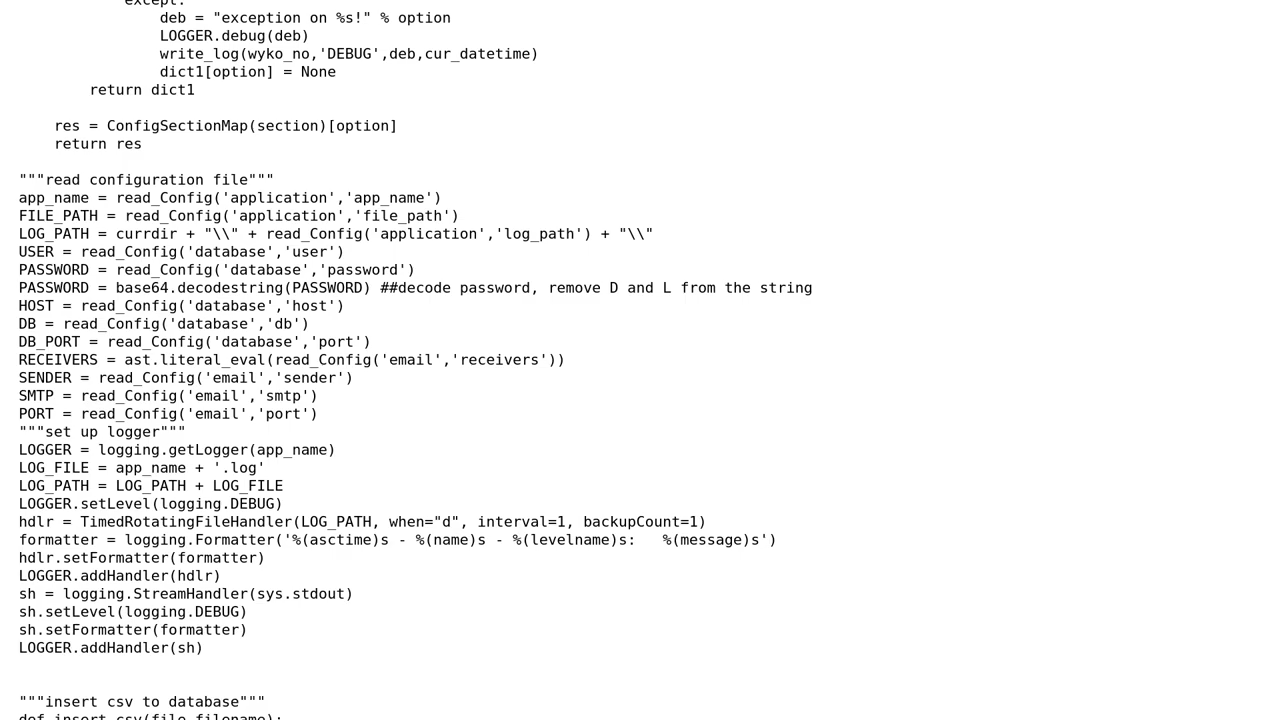 except:
deb = "exception on %s!" % option
LOGGER.debug(deb)
write_log(wyko_no,'DEBUG',deb,cur_datetime)
dict1[option] = None
return dict1
res = ConfigSectionMap(section)[option]
return res
"""read configuration file"""
app_name = read_Config('application','app_name')
FILE_PATH = read_Config('application','file_path')
LOG_PATH = currdir + "\\" + read_Config('application','log_path') + "\\"
USER = read_Config('database','user')
PASSWORD = read_Config('database','password')
PASSWORD = base64.decodestring(PASSWORD) ##decode password, remove D and L from the string
HOST = read_Config('database','host')
DB = read_Config('database','db')
DB_PORT = read_Config('database','port')
RECEIVERS = ast.literal_eval(read_Config('email','receivers'))
SENDER = read_Config('email','sender')
SMTP = read_Config('email','smtp')
PORT = read_Config('email','port')
"""set up logger"""
LOGGER = logging.getLogger(app_name)
LOG_FILE = app_name + '.log'
LOG_PATH = LOG_PATH + LOG_FILE
LOGGER.setLevel(logging.DEBUG)
hdlr = TimedRotatingFileHandler(LOG_PATH, when="d", interval=1, backupCount=1)
formatter = logging.Formatter('%(asctime)s - %(name)s - %(levelname)s:   %(message)s')
hdlr.setFormatter(formatter)
LOGGER.addHandler(hdlr)
sh = logging.StreamHandler(sys.stdout)
sh.setLevel(logging.DEBUG)
sh.setFormatter(formatter)
LOGGER.addHandler(sh)
"""insert csv to database"""
def insert_csv(file,filename):